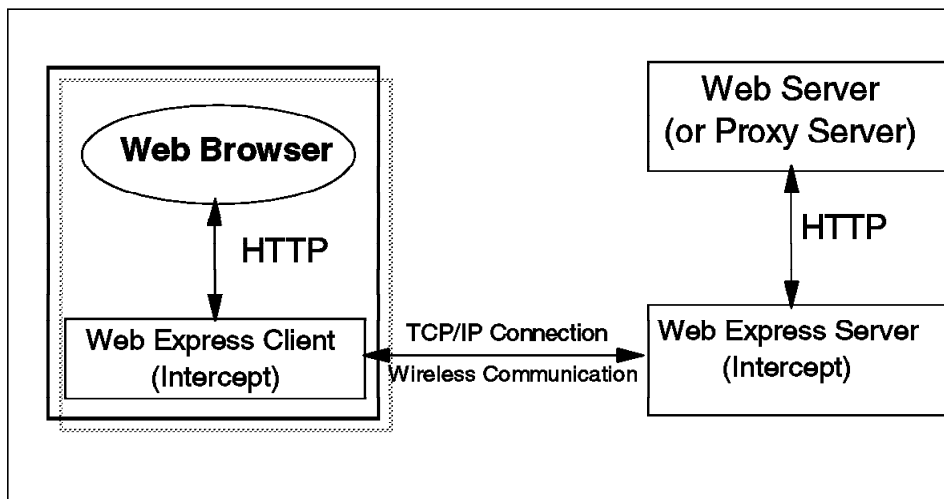 Web Browser
HTTP
Web Express Client
(Intercept)
TCP/IP Connection
Wireless Communication
Web Server
(or Proxy Server)
HTTP
Web Express Server
(Intercept)